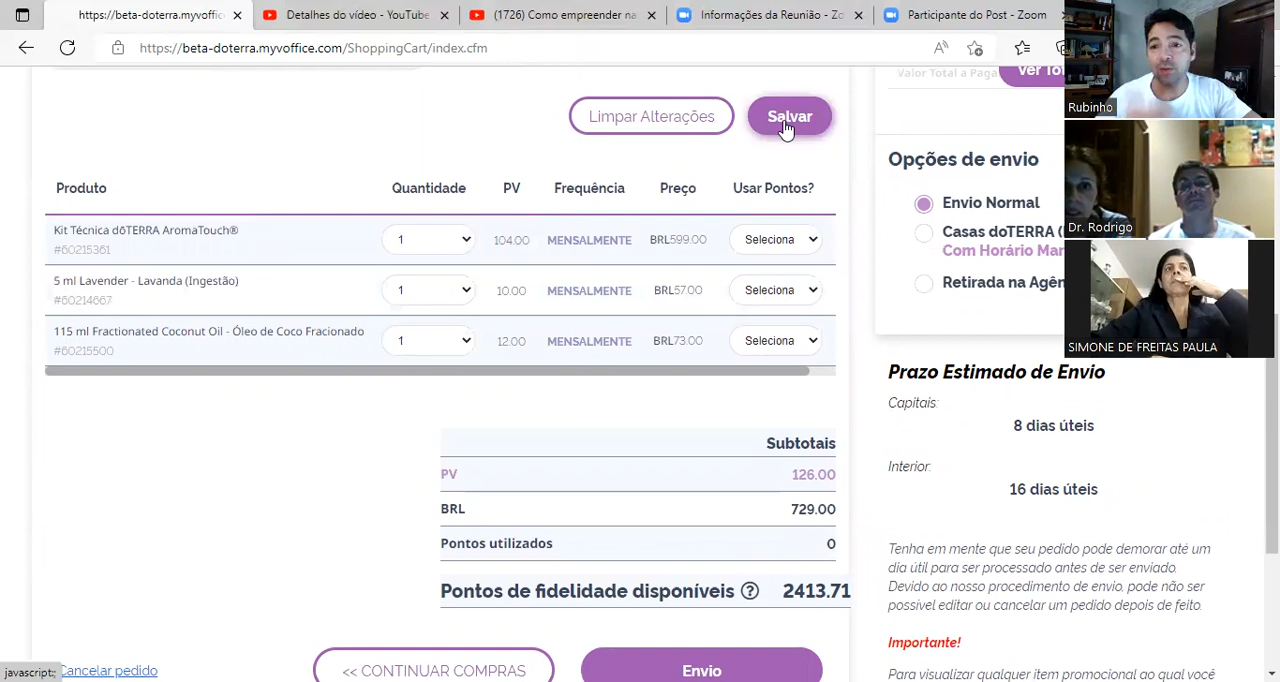 https://beta-doterra.myvoffic
Detalhes do vídeo - YouTube
(1726) Como empreender na
Informações da Reunião - Zo
Participante do Post - Zoom
https://beta-doterra.myvoffice.com/ShoppingCart/index.cfm
Rubinho
Dr. Rodrigo
SIMONE DE FREITAS PAULA
Limpar Alterações
Salvar
Produto Quantidade PV Frequência Preço Usar Pontos?
Kit Técnica dōTERRA AromaTouch®
#60215361
1 104.00 MENSALMENTE BRL599.00 Seleciona
5 ml Lavender - Lavanda (Ingestão)
#60214667
1 10.00 MENSALMENTE BRL57.00 Seleciona
115 ml Fractionated Coconut Oil - Óleo de Coco Fracionado
#60215500
1 12.00 MENSALMENTE BRL73.00 Seleciona
Subtotais
PV 126.00
BRL 729.00
Pontos utilizados 0
Pontos de fidelidade disponíveis ? 2413.71
Cancelar pedido
<< CONTINUAR COMPRAS
Envio
javascript:;
Valor Total a Paga
Ver To
Opções de envio
Envio Normal
Casas doTERRA (
Com Horário Mar
Retirada na Agên
Prazo Estimado de Envio
Capitais:
8 dias úteis
Interior:
16 dias úteis
Tenha em mente que seu pedido pode demorar até um
dia útil para ser processado antes de ser enviado.
Devido ao nosso procedimento de envio, pode não ser
possível editar ou cancelar um pedido depois de feito.
Importante!
Para visualizar qualquer item promocional ao qual você